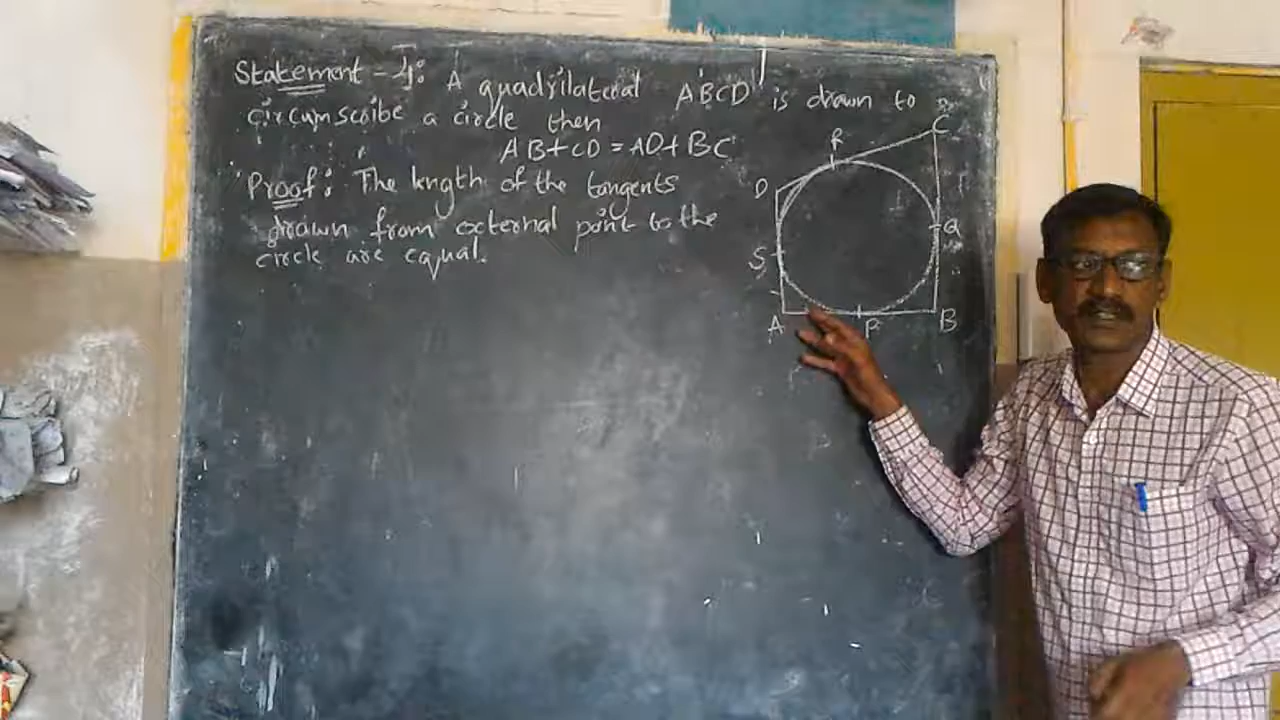 Statement - 4: A quadrilateral ABCD is drawn to
circumscribe a circle then
AB+CD = AD+BC
Proof: The length of the tangents
drawn from external point to the
circle are equal.
R
C
D
Q
S
A
P
B